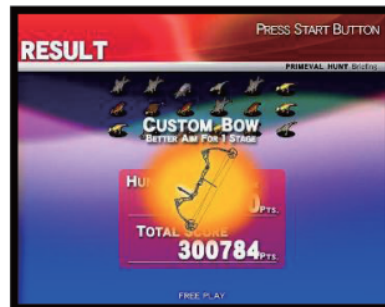 PRESS START BUTTON
RESULT
PRIMEVAL HUNT Briefing
CUSTOM BOW
BETTER AIM FOR 1 STAGE
PTS.
TOTAL SCORE
300784 PTS.
FREE PLAY